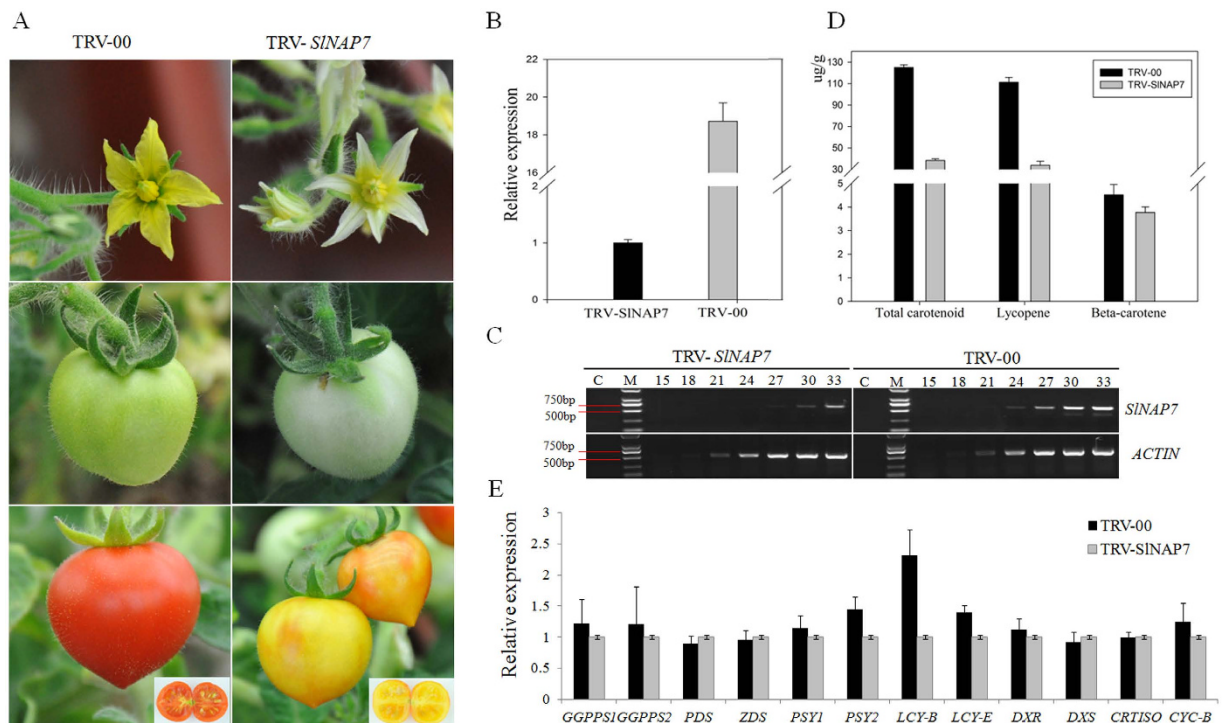 A
TRV-00
TRV- SlNAP7
B
Relative expression
22
20
18
16
2
1
0
TRV-SlNAP7
TRV-00
D
ug/g
130
110
90
70
50
30
5
4
3
2
1
0
TRV-00
TRV-SlNAP7
Total carotenoid
Lycopene
Beta-carotene
C
TRV- SlNAP7
TRV-00
C M 15 18 21 24 27 30 33
C M 15 18 21 24 27 30 33
750bp
500bp
SlNAP7
750bp
500bp
ACTIN
E
Relative expression
3
2.5
2
1.5
1
0.5
0
TRV-00
TRV-SlNAP7
GGPPS1 GGPPS2 PDS ZDS PSY1 PSY2 LCY-B LCY-E DXR DXS CRTISO CYC-B